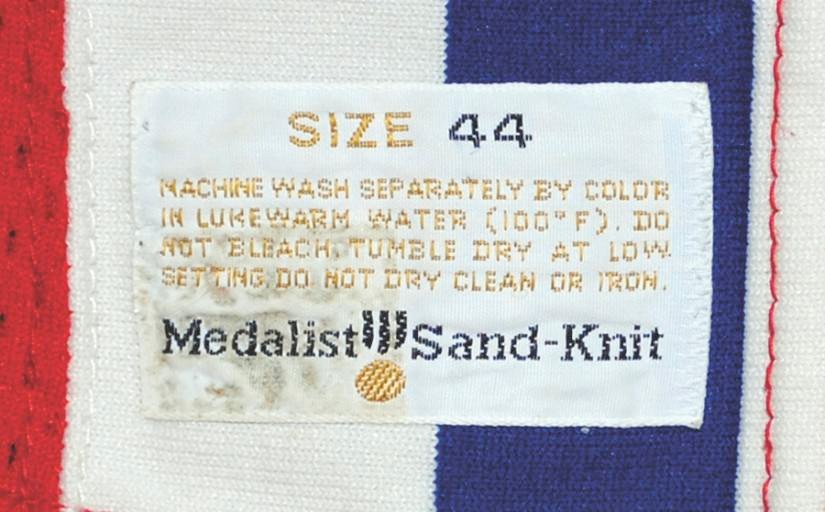 SIZE 44
MACHINE WASH SEPARATELY BY COLOR
IN LUKEWARM WATER (100° F). DO
NOT BLEACH, TUMBLE DRY AT LOW
SETTING DO NOT DRY CLEAN OR IRON.
Medalist Sand-Knit